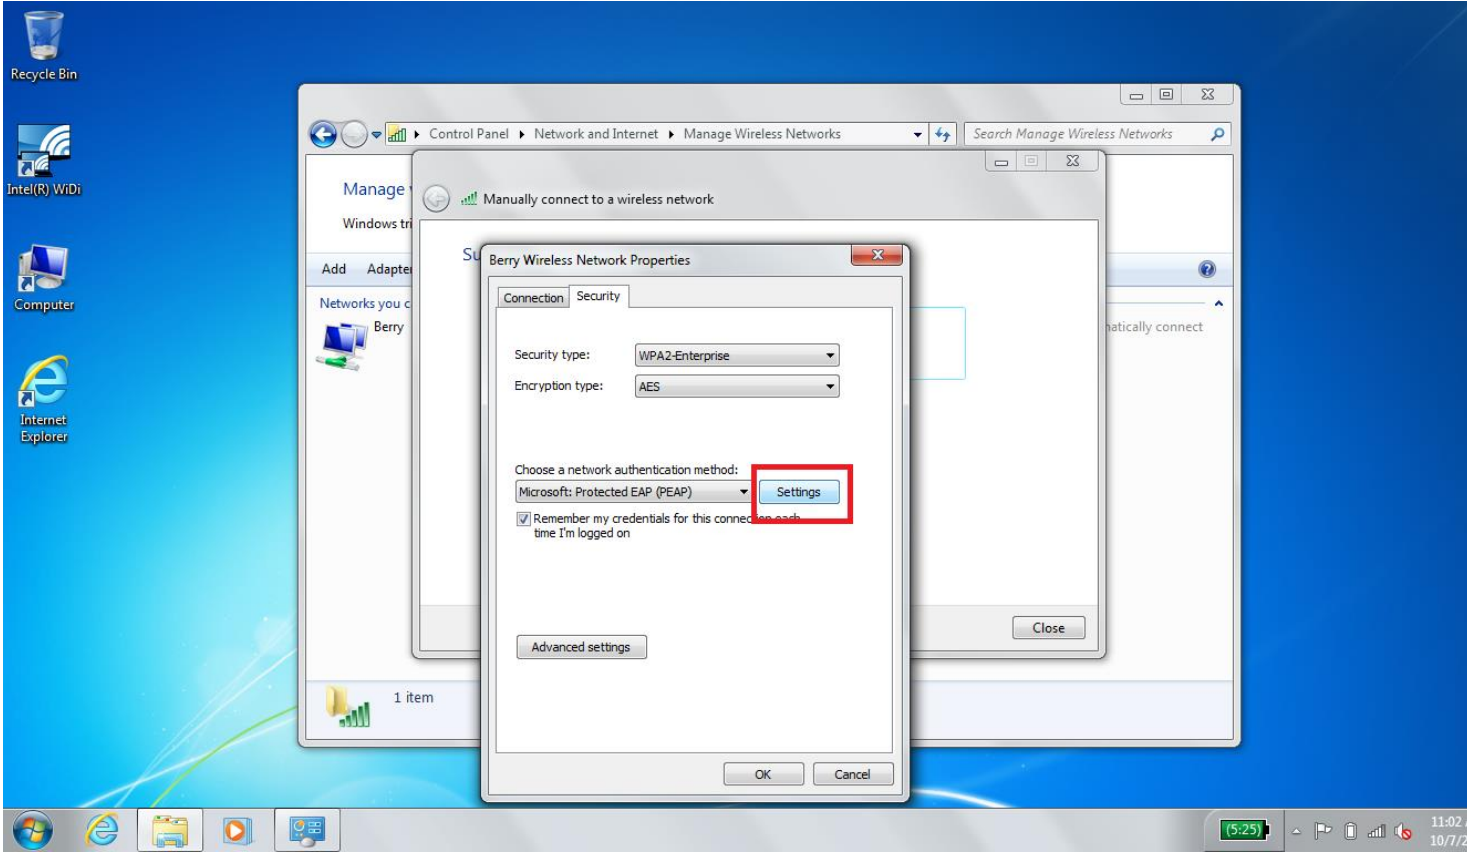 Recycle Bin
Intel(R) WiDi
Computer
Internet
Explorer
Control Panel Network and Internet Manage Wireless Networks
Search Manage Wireless Networks
Manage
Windows tri
Add Adapte
Networks you c
Berry
atically connect
1 item
Manually connect to a wireless network
Su
Close
Berry Wireless Network Properties
Connection Security
Security type: WPA2-Enterprise
Encryption type: AES
Choose a network authentication method:
Microsoft: Protected EAP (PEAP) Settings
Remember my credentials for this connection each
time I'm logged on
Advanced settings
OK Cancel
(5:25)
11:02
10/7/2